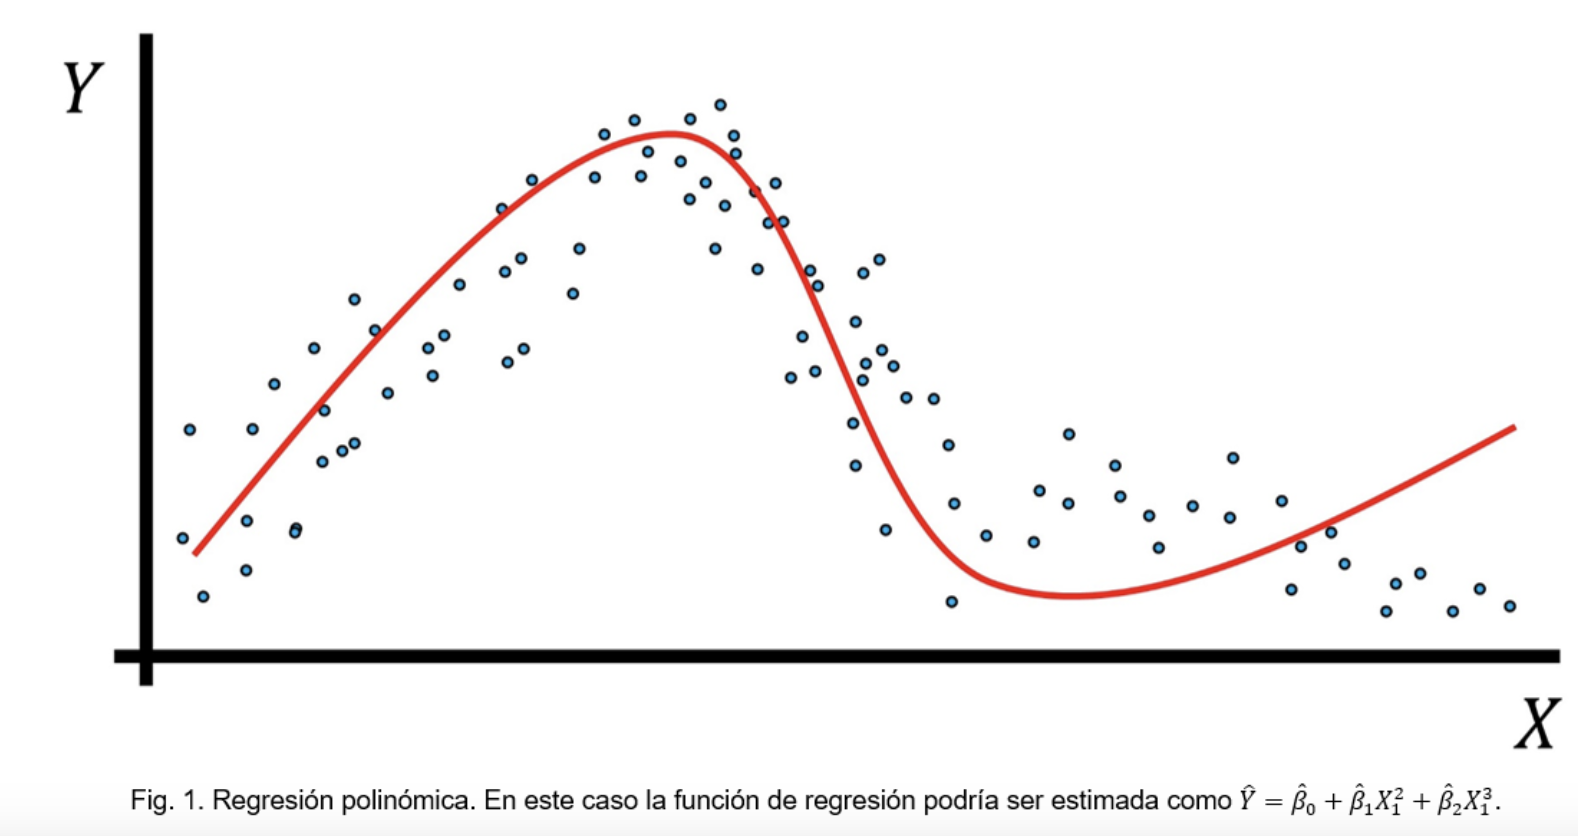 Y
X
Fig. 1. Regresión polinómica. En este caso la función de regresión podría ser estimada como Ŷ = β̂₀ + β̂₁X₁² + β̂₂X₁³.